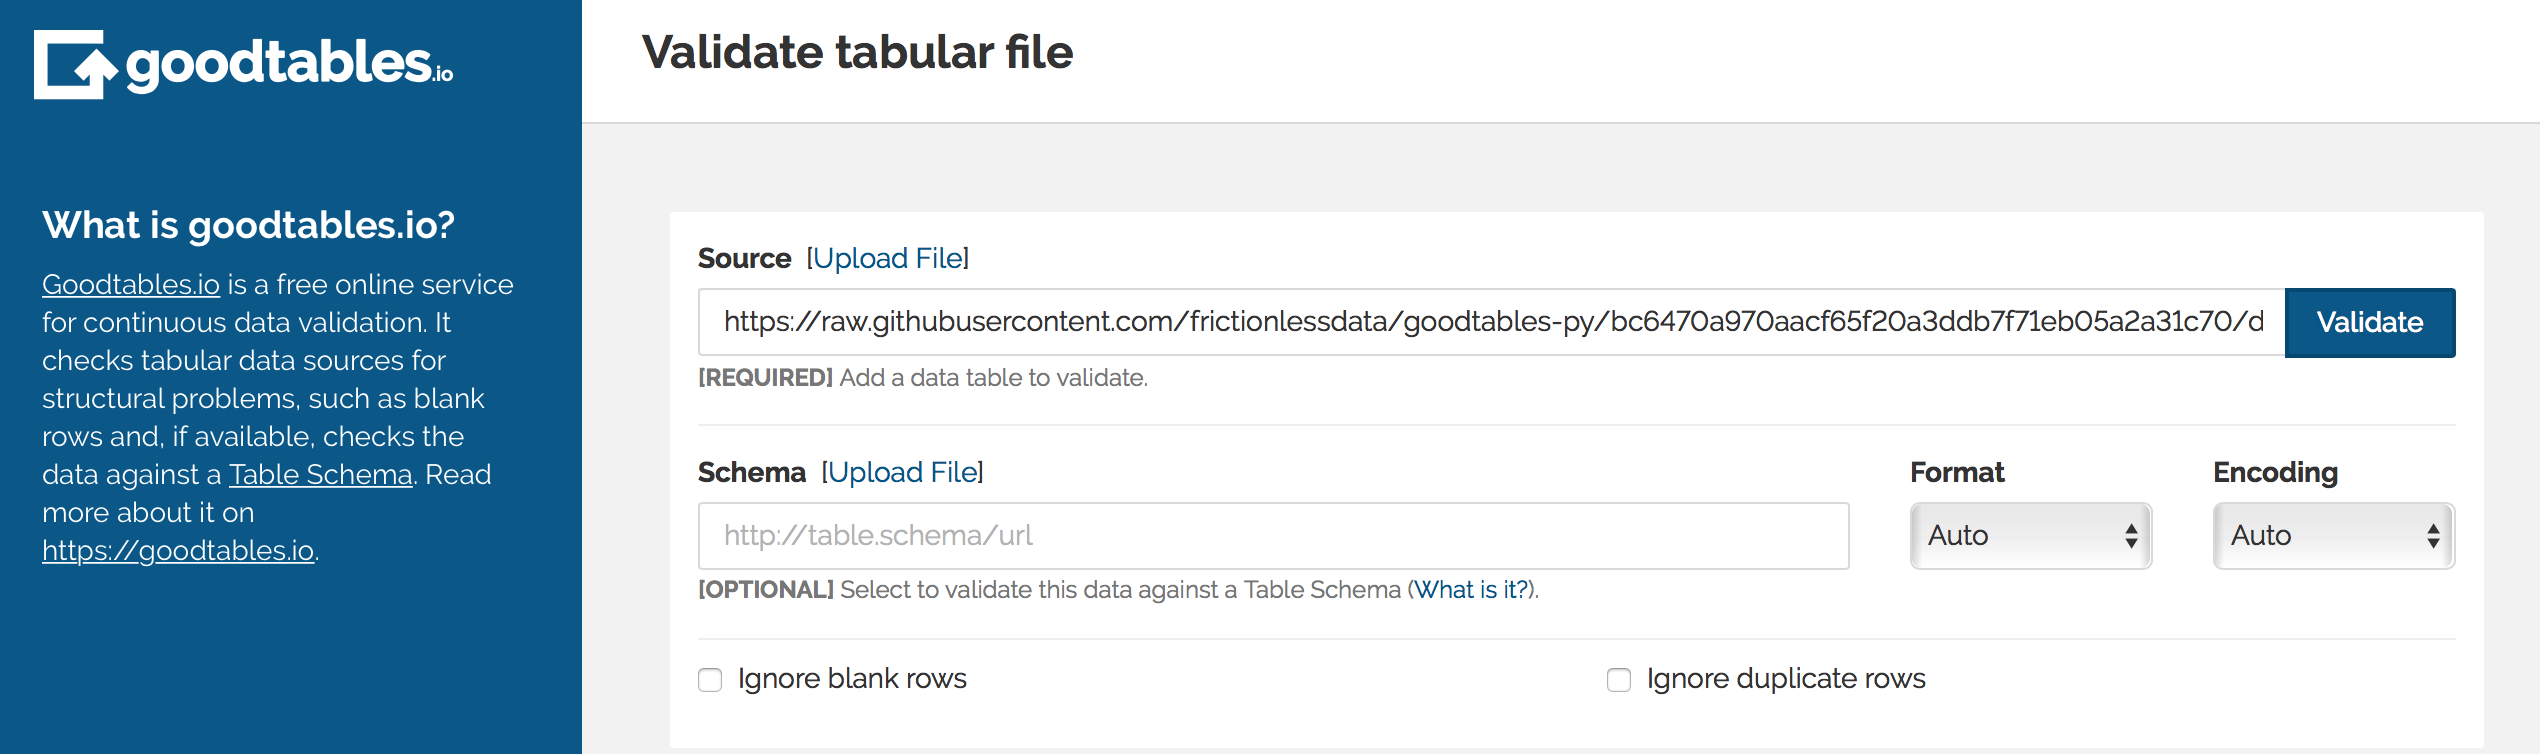 goodtables.io
What is goodtables.io?
Goodtables.io is a free online service
for continuous data validation. It
checks tabular data sources for
structural problems, such as blank
rows and, if available, checks the
data against a Table Schema. Read
more about it on
https://goodtables.io.
Validate tabular file
Source [Upload File]
https://raw.githubusercontent.com/frictionlessdata/goodtables-py/bc6470a970aacf65f20a3ddb7f71eb05a2a31c70/d
Validate
[REQUIRED] Add a data table to validate.
Schema [Upload File]
http://table.schema/url
[OPTIONAL] Select to validate this data against a Table Schema (What is it?).
Format
Auto
Encoding
Auto
Ignore blank rows
Ignore duplicate rows